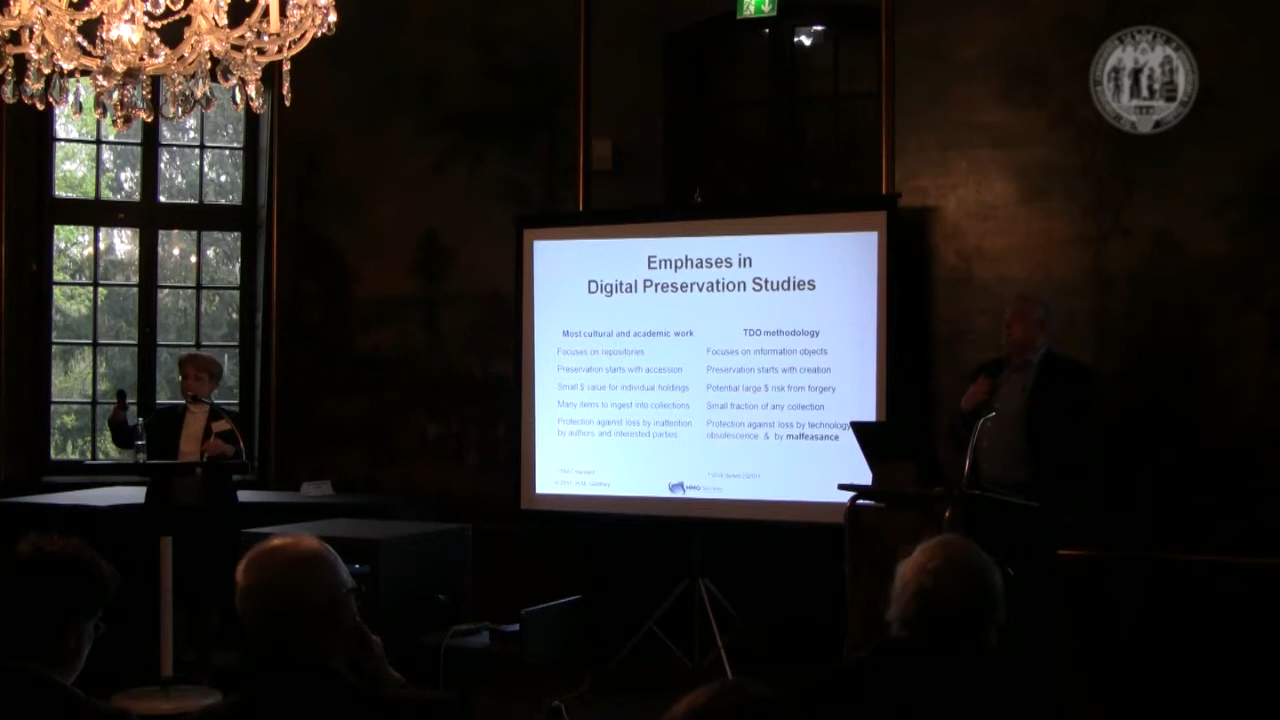 Emphases in
Digital Preservation Studies
Most cultural and academic work
Focuses on repositories
Preservation starts with accession
Small $ value for individual holdings
Many items to ingest into collections
Protection against loss by inattention
by authors and interested parties.
TDO methodology
Focuses on information objects
Preservation starts with creation
Potential large $ risk from forgery
Small fraction of any collection
Protection against loss by technology
obsolescence & by malfeasance
© 2011, H.M. Gladney
HMG